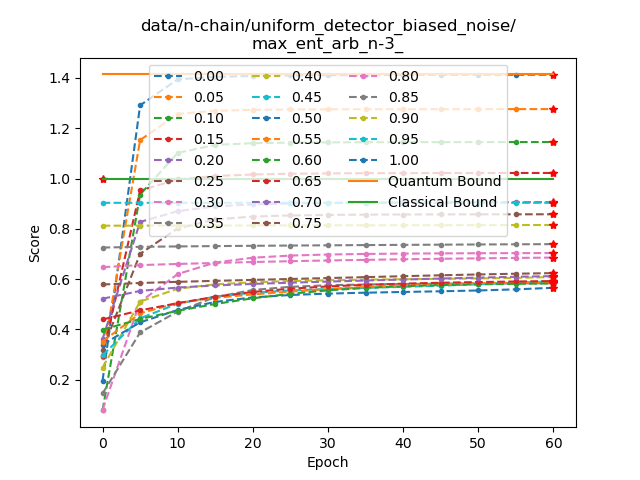 data/n-chain/uniform_detector_biased_noise/
max_ent_arb_n-3_
Score
1.4
1.2
1.0
0.8
0.6
0.4
0.2
0.00 0.40 0.80
0.05 0.45 0.85
0.10 0.50 0.90
0.15 0.55 0.95
0.20 0.60 1.00
0.25 0.65 Quantum Bound
0.30 0.70 Classical Bound
0.35 0.75
0 10 20 30 40 50 60
Epoch